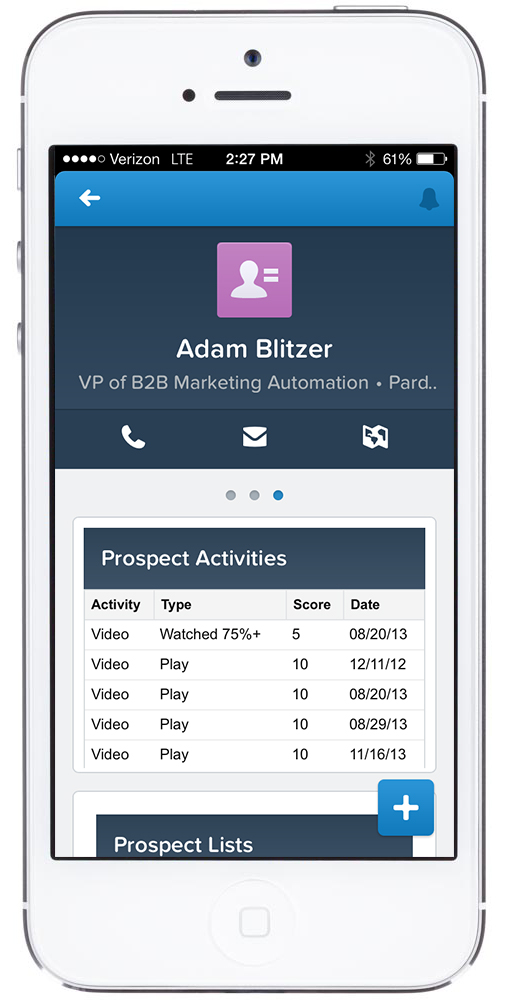 Verizon LTE 2:27 PM 61%
Adam Blitzer
VP of B2B Marketing Automation • Pard..
Prospect Activities
Activity Type Score Date
Video Watched 75%+ 5 08/20/13
Video Play 10 12/11/12
Video Play 10 08/20/13
Video Play 10 08/29/13
Video Play 10 11/16/13
Prospect Lists